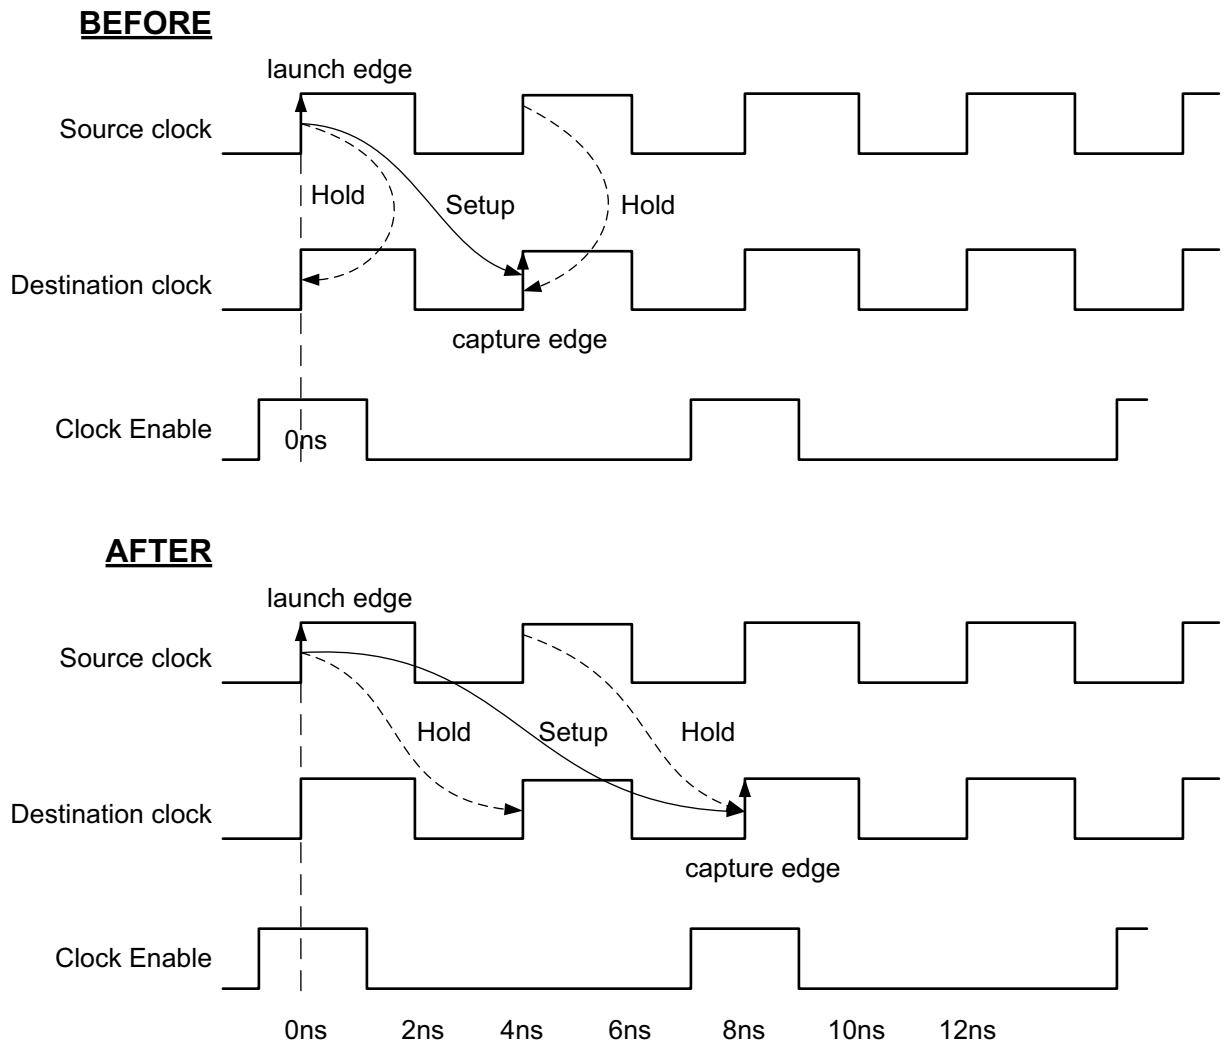 BEFORE
launch edge
Source clock
Hold
Setup
Hold
Destination clock
capture edge
Clock Enable
0ns
AFTER
launch edge
Source clock
Hold
Setup
Hold
Destination clock
capture edge
Clock Enable
0ns 2ns 4ns 6ns 8ns 10ns 12ns